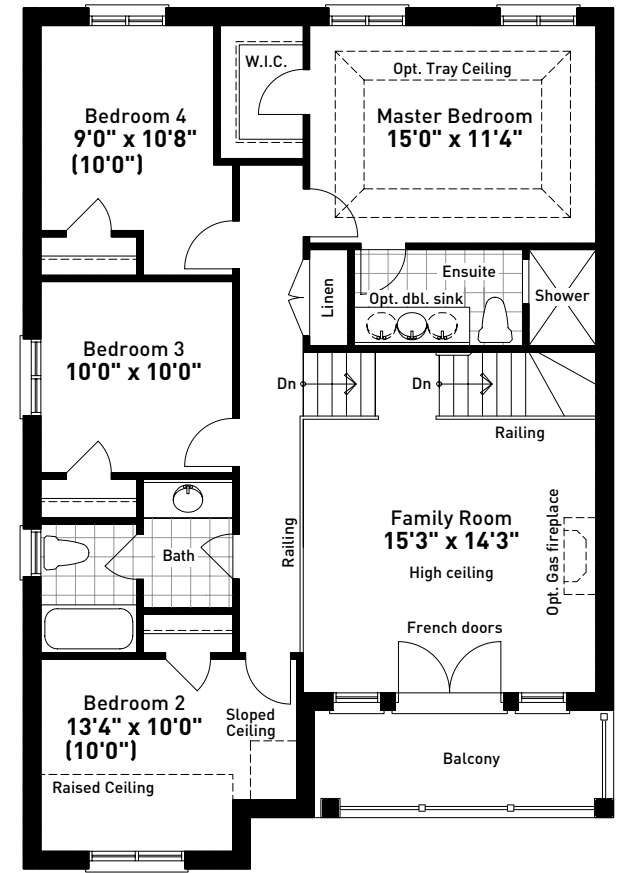 W.I.C.
Opt. Tray Ceiling
Bedroom 4
9'0" x 10'8"
(10'0")
Master Bedroom
15'0" x 11'4"
Linen
Ensuite
Opt. dbl. sink
Shower
Bedroom 3
10'0" x 10'0"
Dn
Dn
Railing
Railing
Family Room
15'3" x 14'3"
High ceiling
Opt. Gas fireplace
Bath
French doors
Bedroom 2
13'4" x 10'0"
(10'0")
Sloped
Ceiling
Raised Ceiling
Balcony